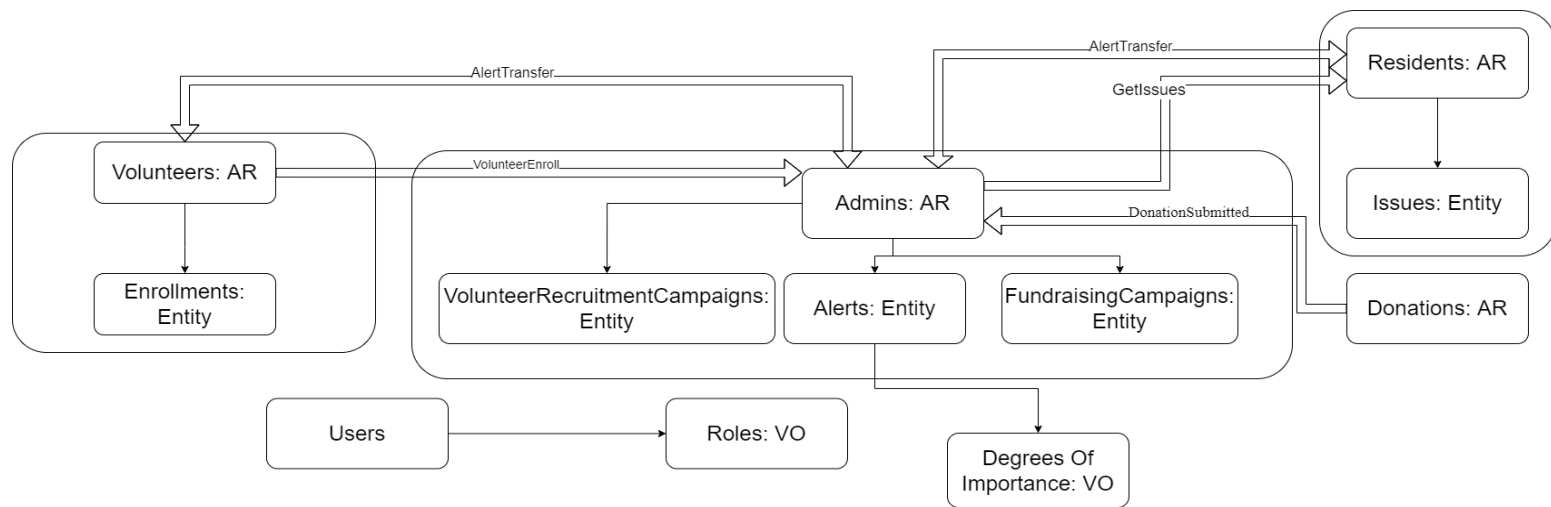 AlertTransfer
Residents: AR
AlertTransfer
GetIssues
Volunteers: AR
VolunteerEnroll
Admins: AR
Issues: Entity
DonationSubmitted
Enrollments:
Entity
VolunteerRecruitmentCampaigns:
Entity
Alerts: Entity
FundraisingCampaigns:
Entity
Donations: AR
Users
Roles: VO
Degrees Of
Importance: VO